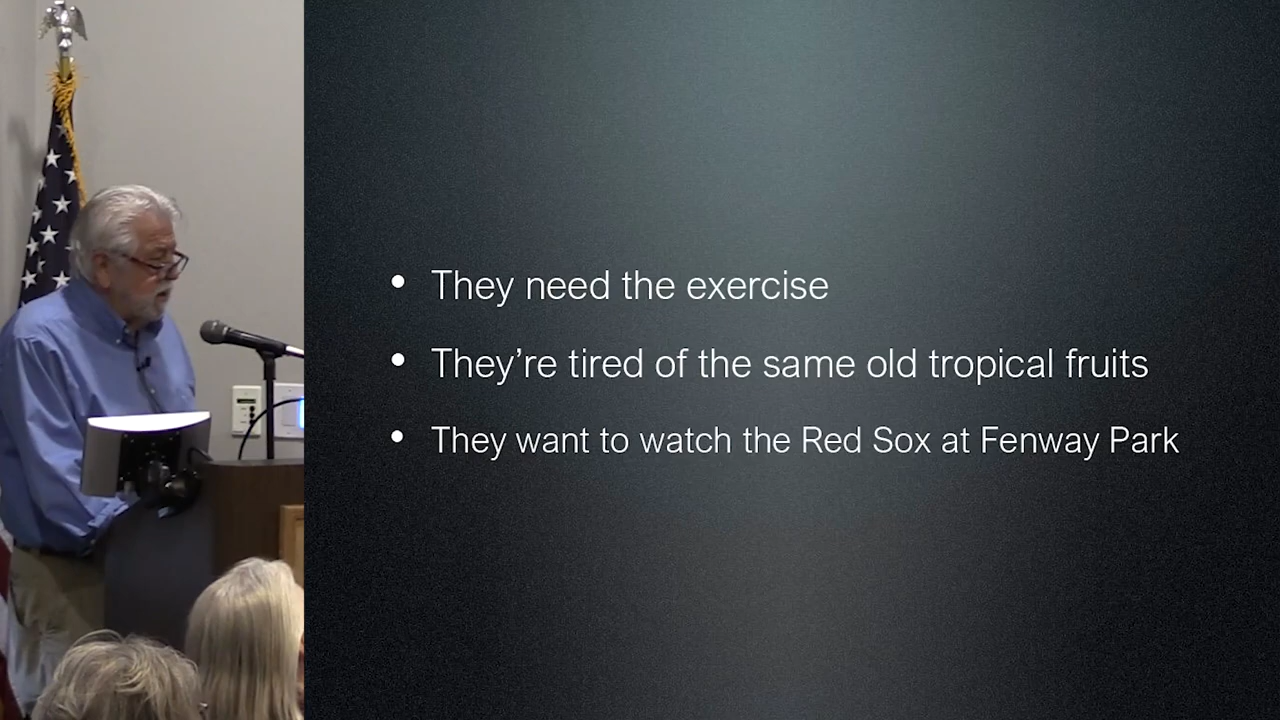 • They need the exercise
• They’re tired of the same old tropical fruits
• They want to watch the Red Sox at Fenway Park